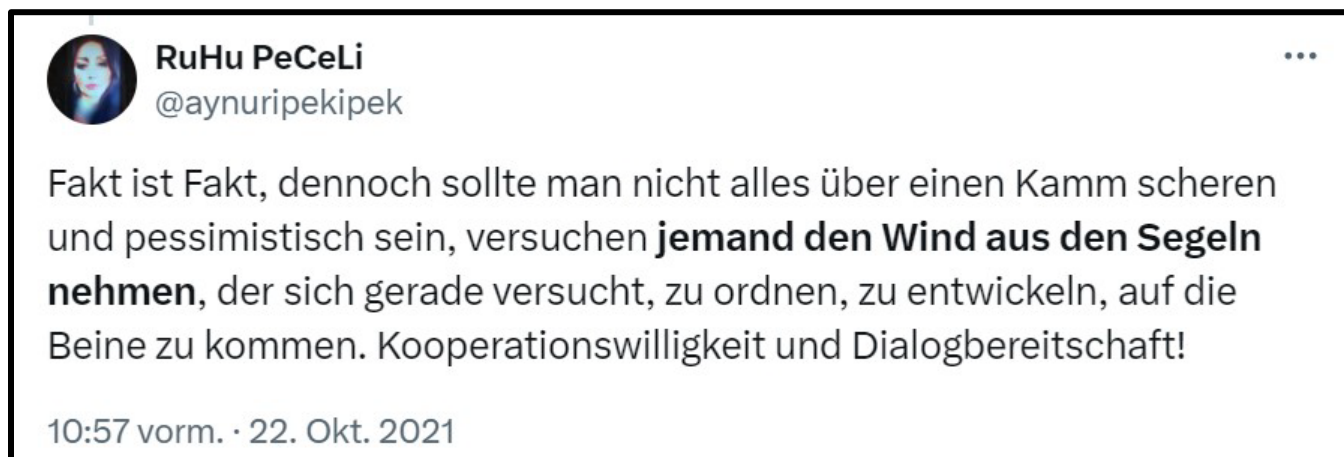 RuHu PeCeLi
@aynuripekipek
Fakt ist Fakt, dennoch sollte man nicht alles über einen Kamm scheren
und pessimistisch sein, versuchen jemand den Wind aus den Segeln
nehmen, der sich gerade versucht, zu ordnen, zu entwickeln, auf die
Beine zu kommen. Kooperationswilligkeit und Dialogbereitschaft!
10:57 vorm. · 22. Okt. 2021